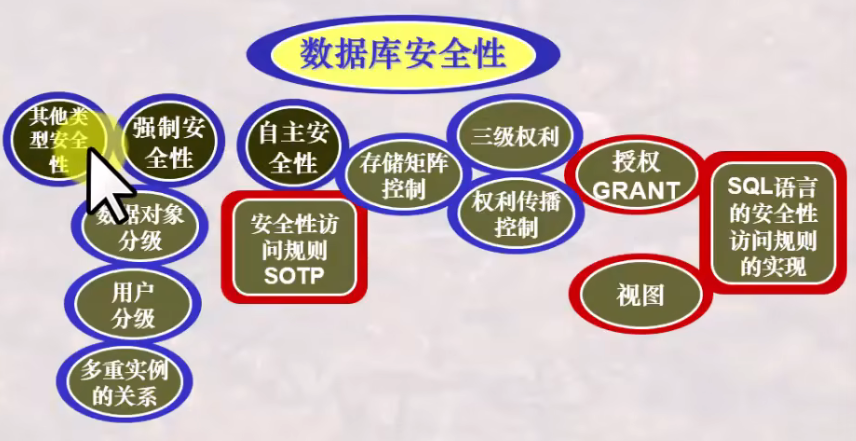 数据库安全性
其他类
型安全
性
强制安
全性
自主安
全性
存储矩阵
控制
三级权利
权利传播
控制
授权
GRANT
SQL语言
的安全性
访问规则
的实现
数据对象
分级
安全性访
问规则
SOTP
用户
分级
视图
多重实例
的关系